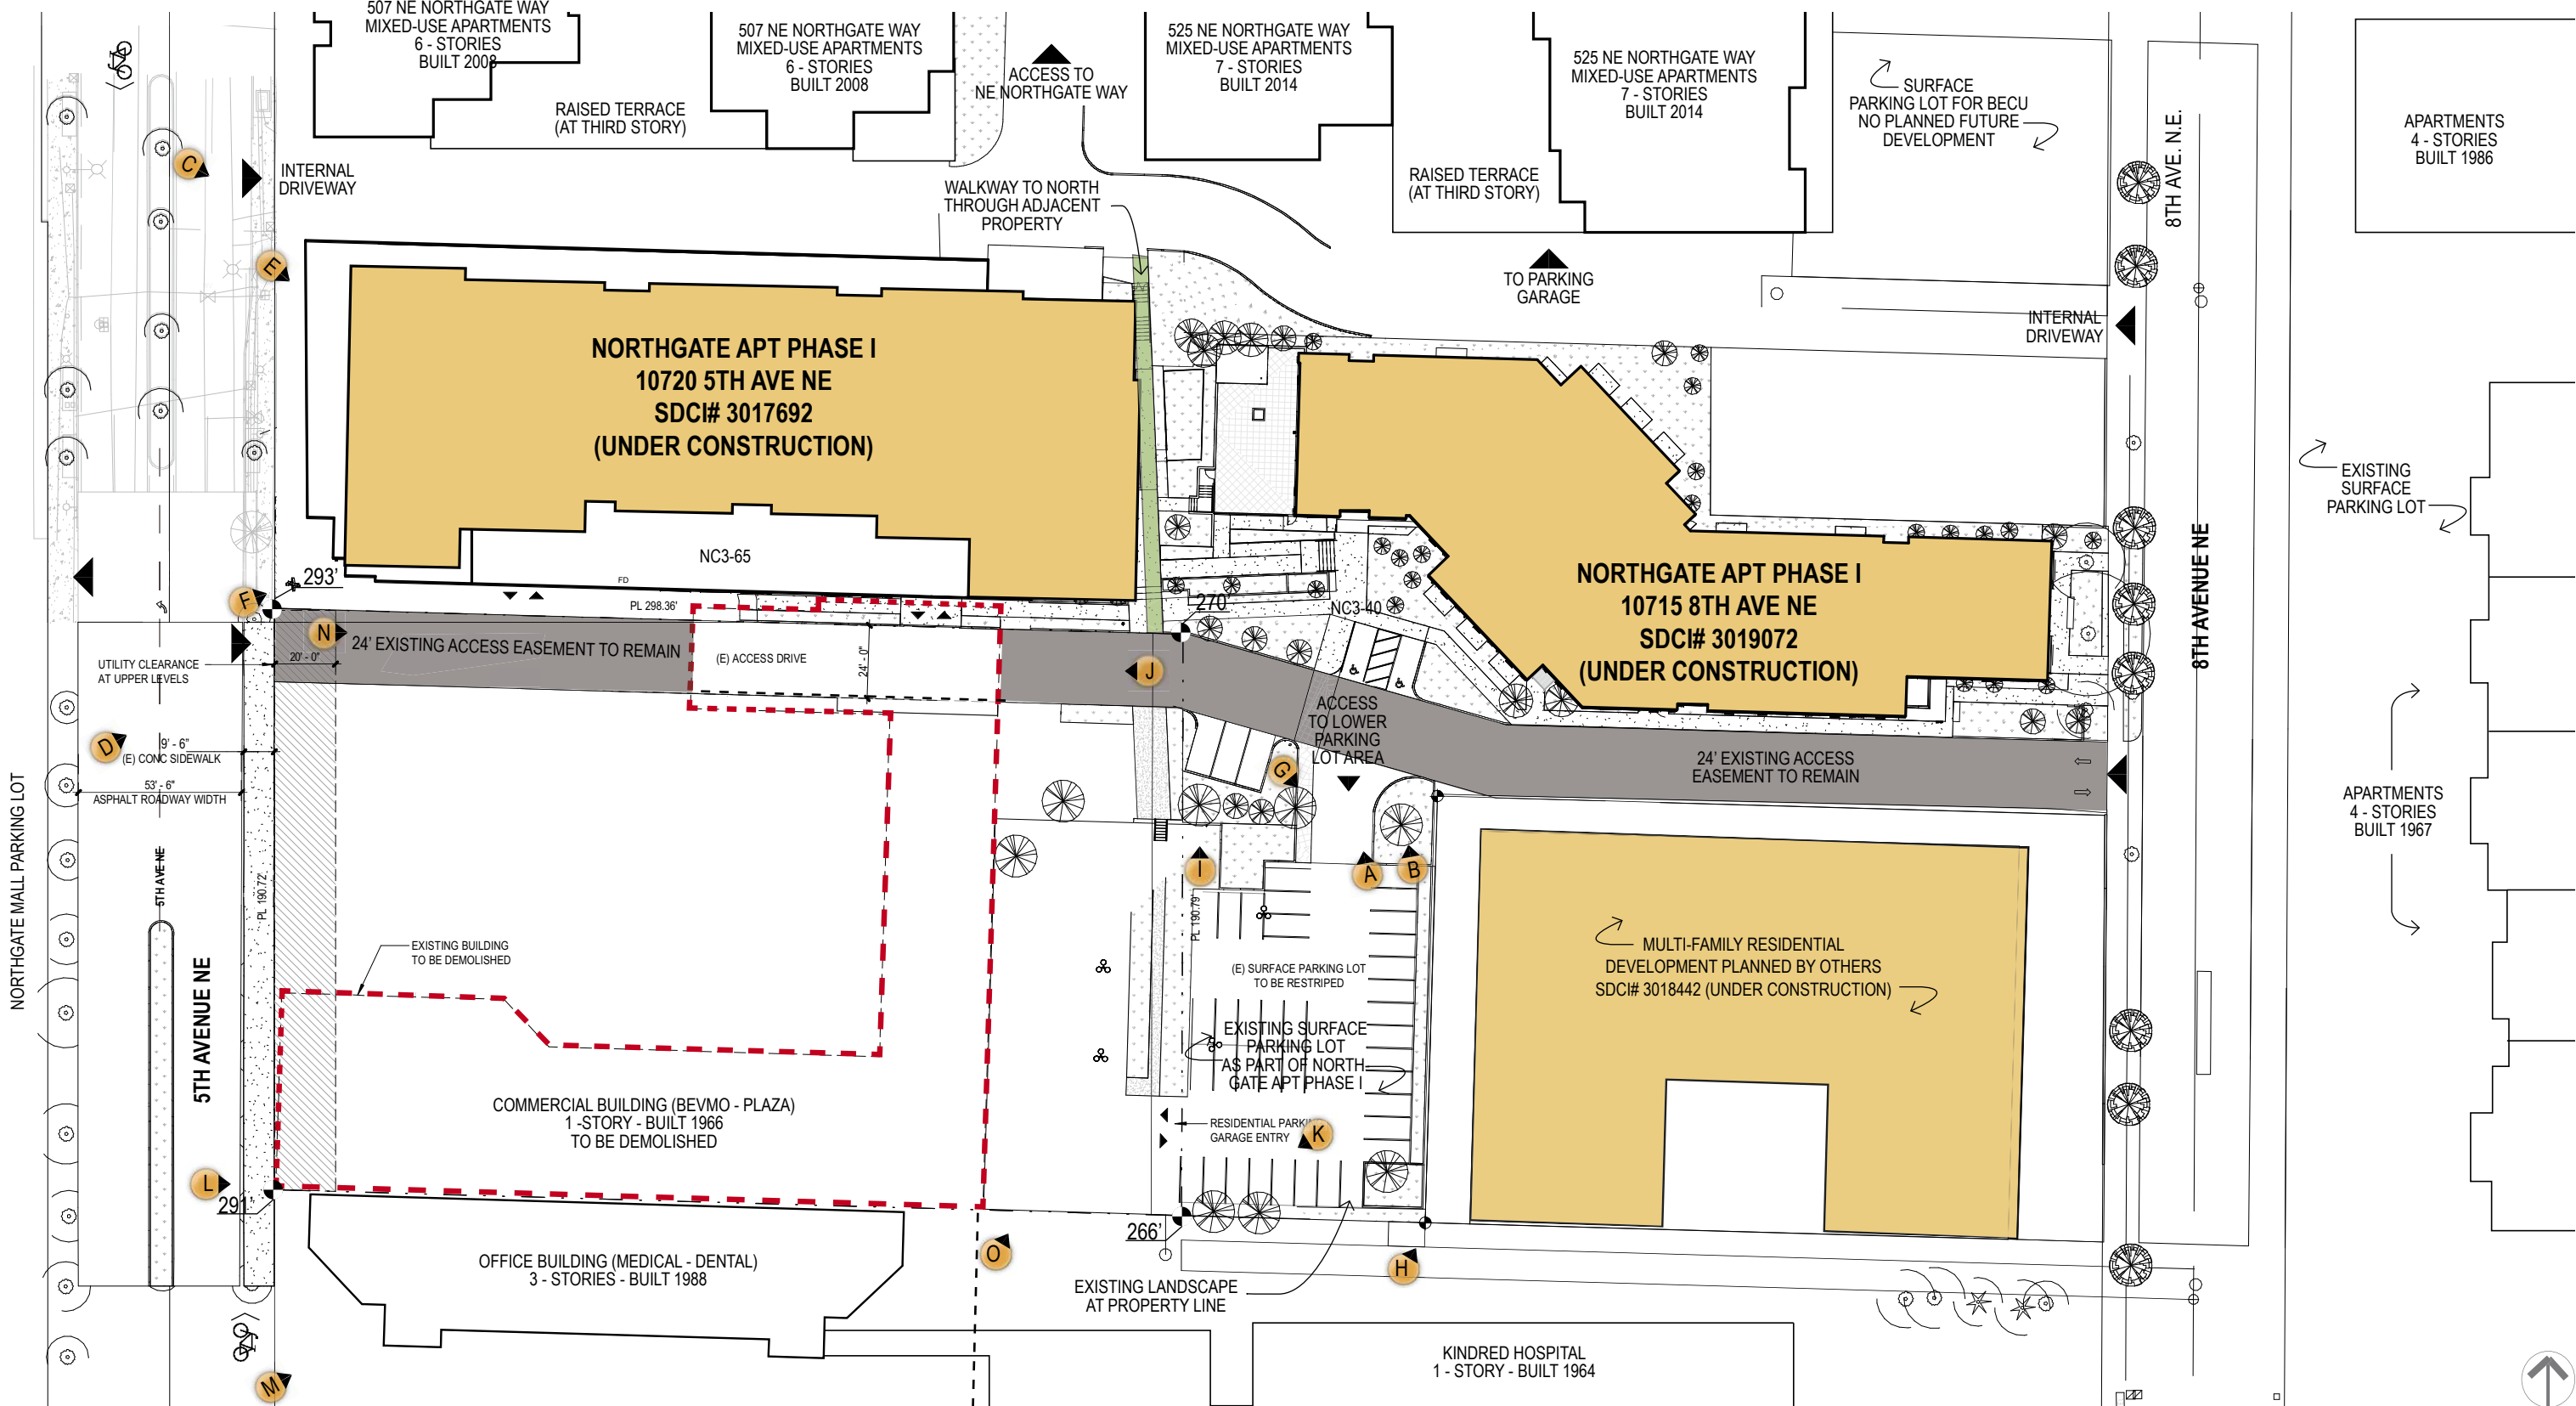 507 NE NORTHGATE WAY
MIXED-USE APARTMENTS
6 - STORIES
BUILT 2008
507 NE NORTHGATE WAY
MIXED-USE APARTMENTS
6 - STORIES
BUILT 2008
525 NE NORTHGATE WAY
MIXED-USE APARTMENTS
7 - STORIES
BUILT 2014
525 NE NORTHGATE WAY
MIXED-USE APARTMENTS
7 - STORIES
BUILT 2014
ACCESS TO
NE NORTHGATE WAY
SURFACE
PARKING LOT FOR BECU
NO PLANNED FUTURE
DEVELOPMENT
8TH AVE. N.E.
APARTMENTS
4 - STORIES
BUILT 1986
RAISED TERRACE
(AT THIRD STORY)
C
INTERNAL
DRIVEWAY
WALKWAY TO NORTH
THROUGH ADJACENT
PROPERTY
RAISED TERRACE
(AT THIRD STORY)
E
TO PARKING
GARAGE
INTERNAL
DRIVEWAY
NORTHGATE APT PHASE I
10720 5TH AVE NE
SDCI# 3017692
(UNDER CONSTRUCTION)
EXISTING
SURFACE
PARKING LOT
NC3-65
FD
293'
F
PL 298.36'
270'
NC3-40
NORTHGATE APT PHASE I
10715 8TH AVE NE
SDCI# 3019072
(UNDER CONSTRUCTION)
8TH AVENUE NE
N
24' EXISTING ACCESS EASEMENT TO REMAIN
20' - 0"
(E) ACCESS DRIVE
24' - 0"
J
UTILITY CLEARANCE
AT UPPER LEVELS
ACCESS
TO LOWER
PARKING
LOT AREA
D
9' - 6"
(E) CONC SIDEWALK
53' - 6"
ASPHALT ROADWAY WIDTH
G
24' EXISTING ACCESS
EASEMENT TO REMAIN
NORTHGATE MALL PARKING LOT
5TH AVE NE
PL 190.72'
I
A
B
PL 190.79'
APARTMENTS
4 - STORIES
BUILT 1967
EXISTING BUILDING
TO BE DEMOLISHED
(E) SURFACE PARKING LOT
TO BE RESTRIPED
MULTI-FAMILY RESIDENTIAL
DEVELOPMENT PLANNED BY OTHERS
SDCI# 3018442 (UNDER CONSTRUCTION)
5TH AVENUE NE
EXISTING SURFACE
PARKING LOT
AS PART OF NORTH-
GATE APT PHASE I
COMMERCIAL BUILDING (BEVMO - PLAZA)
1 -STORY - BUILT 1966
TO BE DEMOLISHED
RESIDENTIAL PARKING
GARAGE ENTRY
K
L
291'
266'
O
H
OFFICE BUILDING (MEDICAL - DENTAL)
3 - STORIES - BUILT 1988
EXISTING LANDSCAPE
AT PROPERTY LINE
M
KINDRED HOSPITAL
1 - STORY - BUILT 1964